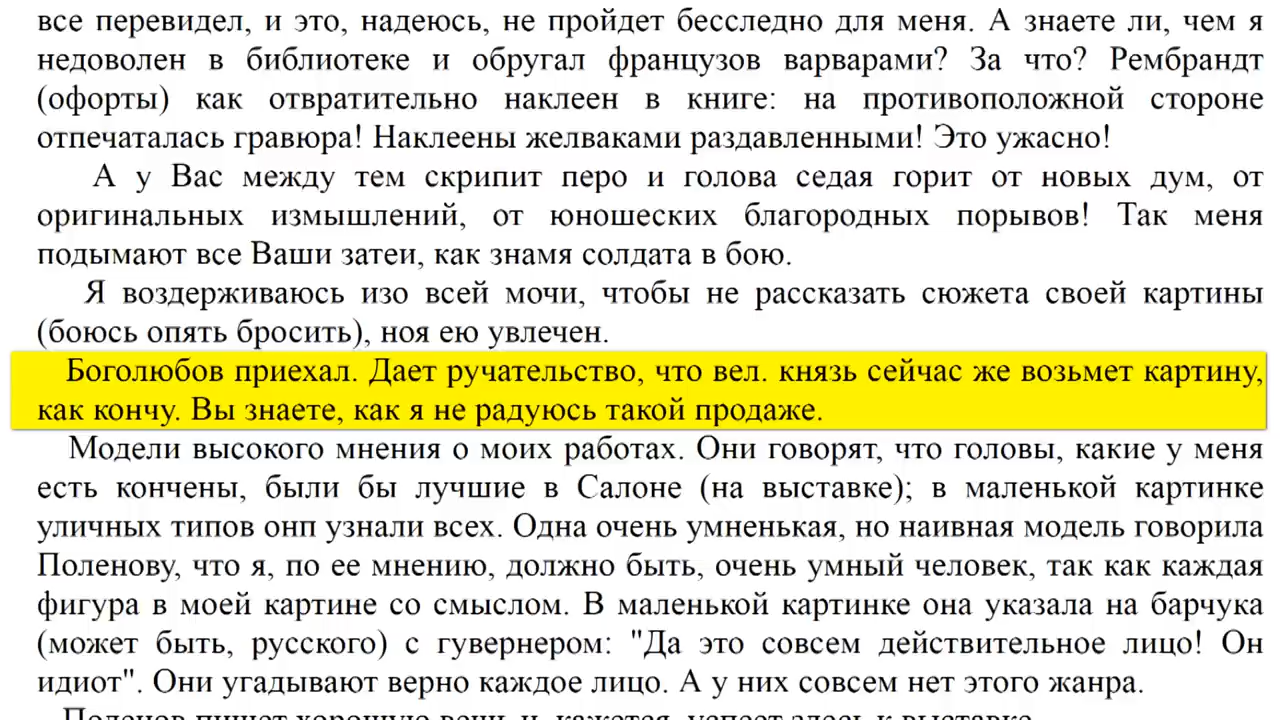 все перевидел, и это, надеюсь, не пройдет бесследно для меня. А знаете ли, чем я
недоволен в библиотеке и обругал французов варварами? За что? Рембрандт
(офорты) как отвратительно наклеен в книге: на противоположной стороне
отпечаталась гравюра! Наклеены желваками раздавленными! Это ужасно!
А у Вас между тем скрипит перо и голова седая горит от новых дум, от
оригинальных измышлений, от юношеских благородных порывов! Так меня
подымают все Ваши затеи, как знамя солдата в бою.
Я воздерживаюсь изо всей мочи, чтобы не рассказать сюжета своей картины
(боюсь опять бросить), ноя ею увлечен.
Боголюбов приехал. Дает ручательство, что вел. князь сейчас же возьмет картину,
как кончу. Вы знаете, как я не радуюсь такой продаже.
Модели высокого мнения о моих работах. Они говорят, что головы, какие у меня
есть кончены, были бы лучшие в Салоне (на выставке); в маленькой картинке
уличных типов онп узнали всех. Одна очень умненькая, но наивная модель говорила
Поленову, что я, по ее мнению, должно быть, очень умный человек, так как каждая
фигура в моей картине со смыслом. В маленькой картинке она указала на барчука
(может быть, русского) с гувернером: "Да это совсем действительное лицо! Он
идиот". Они угадывают верно каждое лицо. А у них совсем нет этого жанра.
Поленов пишет хорошую вещь и, кажется, успеет здесь к выставке